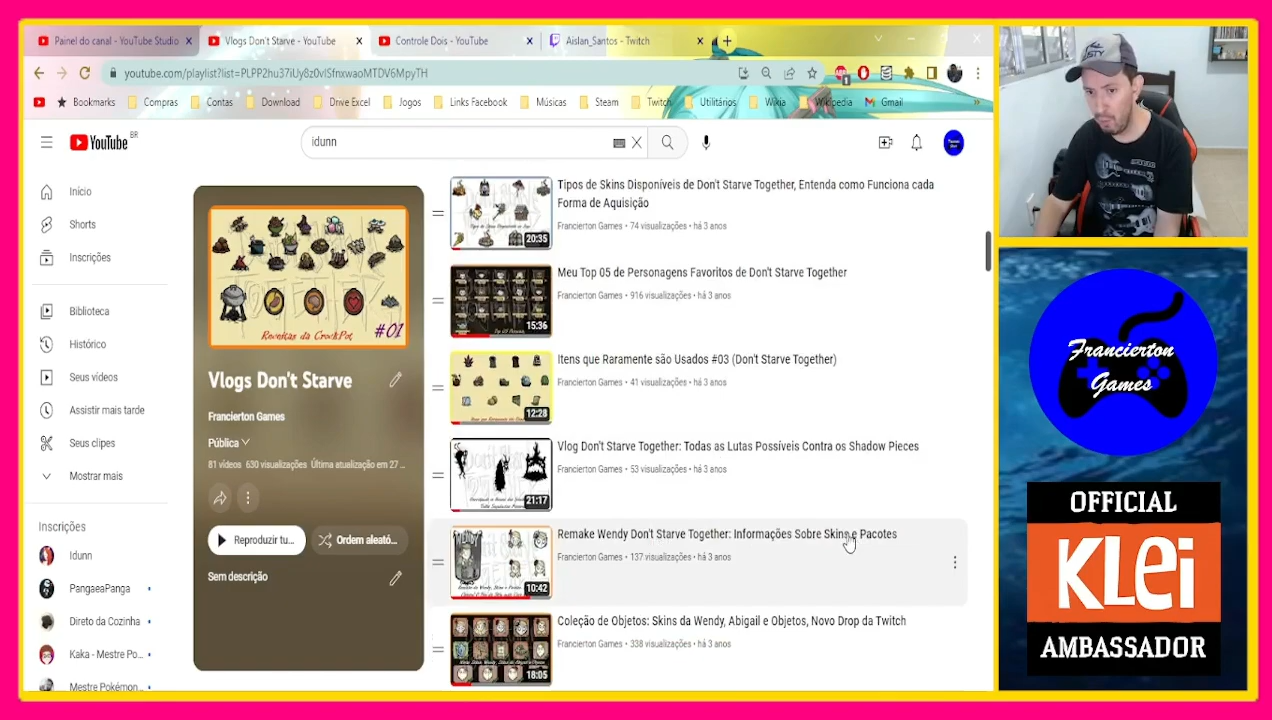 Painel do canal - YouTube Studio
Vlogs Don't Starve - YouTube
Controle Dois - YouTube
Aislan_Santos - Twitch
youtube.com/playlist?list=PLPP2hu37iUy8z0vISfnxwaoMTDV6MpyTH
Bookmarks
Compras
Contas
Download
Drive Excel
Jogos
Links Facebook
Músicas
Steam
Twitch
Utilitários
Wikia
Wikipedia
Gmail
YouTube BR
idunn
Início
Shorts
Inscrições
Biblioteca
Histórico
Seus vídeos
Assistir mais tarde
Seus clipes
Mostrar mais
Inscrições
Idunn
PangaeaPanga
Direto da Cozinha
Kaka - Mestre Po...
Mestre Pokémon...
Receitas da CrockPot
#01
Vlogs Don't Starve
Francierton Games
Pública
81 vídeos 630 visualizações Última atualização em 27 ...
Reproduzir tu...
Ordem aleató...
Sem descrição
20:35
Tipos de Skins Disponíveis de Don't Starve Together, Entenda como Funciona cada
Forma de Aquisição
Francierton Games • 74 visualizações • há 3 anos
15:36
Meu Top 05 de Personagens Favoritos de Don't Starve Together
Francierton Games • 916 visualizações • há 3 anos
12:28
Itens que Raramente são Usados #03 (Don't Starve Together)
Francierton Games • 41 visualizações • há 3 anos
21:17
Vlog Don't Starve Together: Todas as Lutas Possíveis Contra os Shadow Pieces
Francierton Games • 53 visualizações • há 3 anos
10:42
Remake Wendy Don't Starve Together: Informações Sobre Skins e Pacotes
Francierton Games • 137 visualizações • há 3 anos
18:05
Coleção de Objetos: Skins da Wendy, Abigail e Objetos, Novo Drop da Twitch
Francierton Games • 338 visualizações • há 3 anos
Francierton
Games
OFFICIAL
KLEi
AMBASSADOR